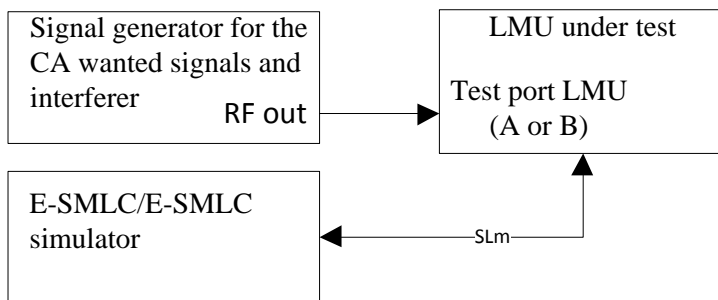 Signal generator for the
CA wanted signals and
interferer
RF out
LMU under test
Test port LMU
(A or B)
E-SMLC/E-SMLC
simulator
SLm